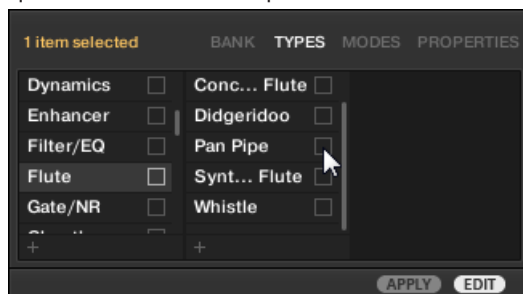 1 item selected BANK TYPES MODES PROPERTIES
Dynamics Conc... Flute
Enhancer Didgeridoo
Filter/EQ Pan Pipe
Flute Synt... Flute
Gate/NR Whistle
+ +
APPLY EDIT